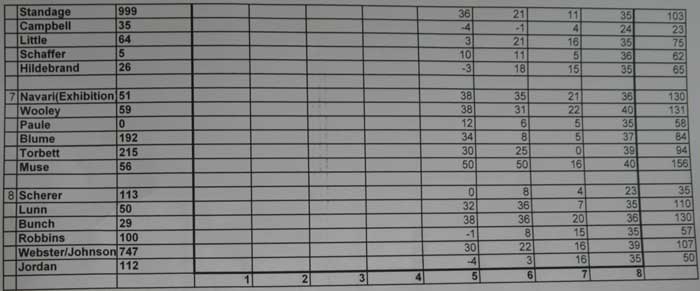 Standage 999 36 21 11 35 103
Campbell 35 -4 -1 4 24 23
Little 64 3 21 16 35 75
Schaffer 5 10 11 5 36 62
Hildebrand 26 -3 18 15 35 65
7 Navari(Exhibition 51 38 35 21 36 130
Wooley 59 38 31 22 40 131
Paule 0 12 6 5 35 58
Blume 192 34 8 5 37 84
Torbett 215 30 25 0 39 94
Muse 56 50 50 16 40 156
8 Scherer 113 0 8 4 23 35
Lunn 50 32 36 7 35 110
Bunch 29 38 36 20 36 130
Robbins 100 -1 8 15 35 57
Webster/Johnson 747 30 22 16 39 107
Jordan 112 -4 3 16 35 50
1 2 3 4 5 6 7 8